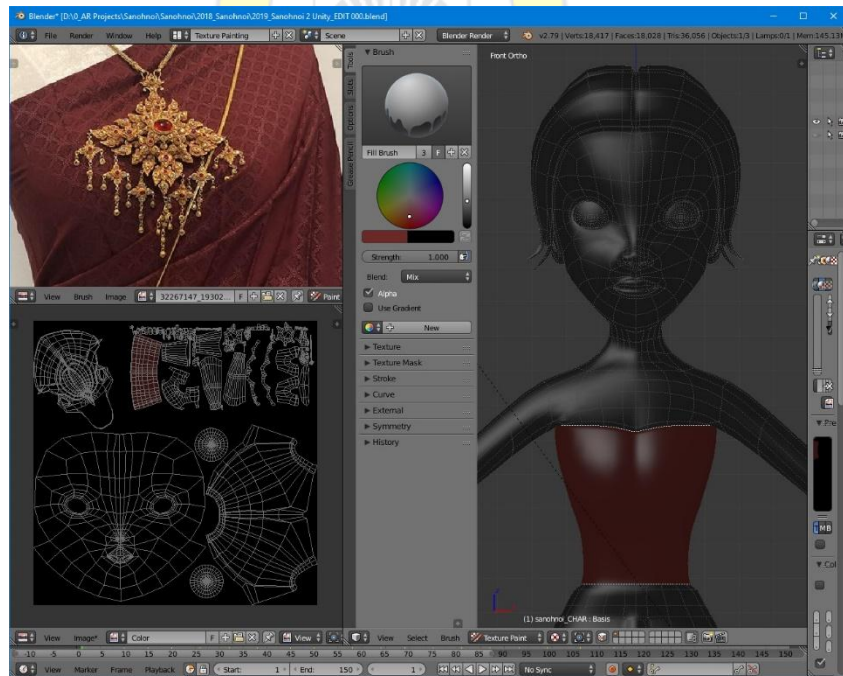 Blender* [D:\0_AR Projects\Sanohnoi\Sanohnoi\2018_Sanohnoi\2019_Sanohnoi 2 Unity_EDIT 000.blend]
File Render Window Help Texture Painting Scene Blender Render v2.79 | Verts:18,417 | Faces:18,028 | Tris:36,056 | Objects:1/3 | Lamps:0/1 | Mem:145.13
Tools
Slots
Options
Grease Pencil
Brush
Fill Brush 3 F
Strength: 1.000
Blend: Mix
Alpha
Use Gradient
New
Texture
Texture Mask
Stroke
Curve
External
Symmetry
History
Front Ortho
(1) sanohnoi_CHAR : Basis
View Brush Image 32267147_19302... F Paint
View Image* Color F View
View Select Brush Texture Paint
Pre
MB
Col
-10 -5 0 5 10 15 20 25 30 35 40 45 50 55 60 65 70 75 80 85 90 95 100 105 110 115 120 125 130 135 140 145 150
View Marker Frame Playback Start: 1 End: 150 1 No Sync